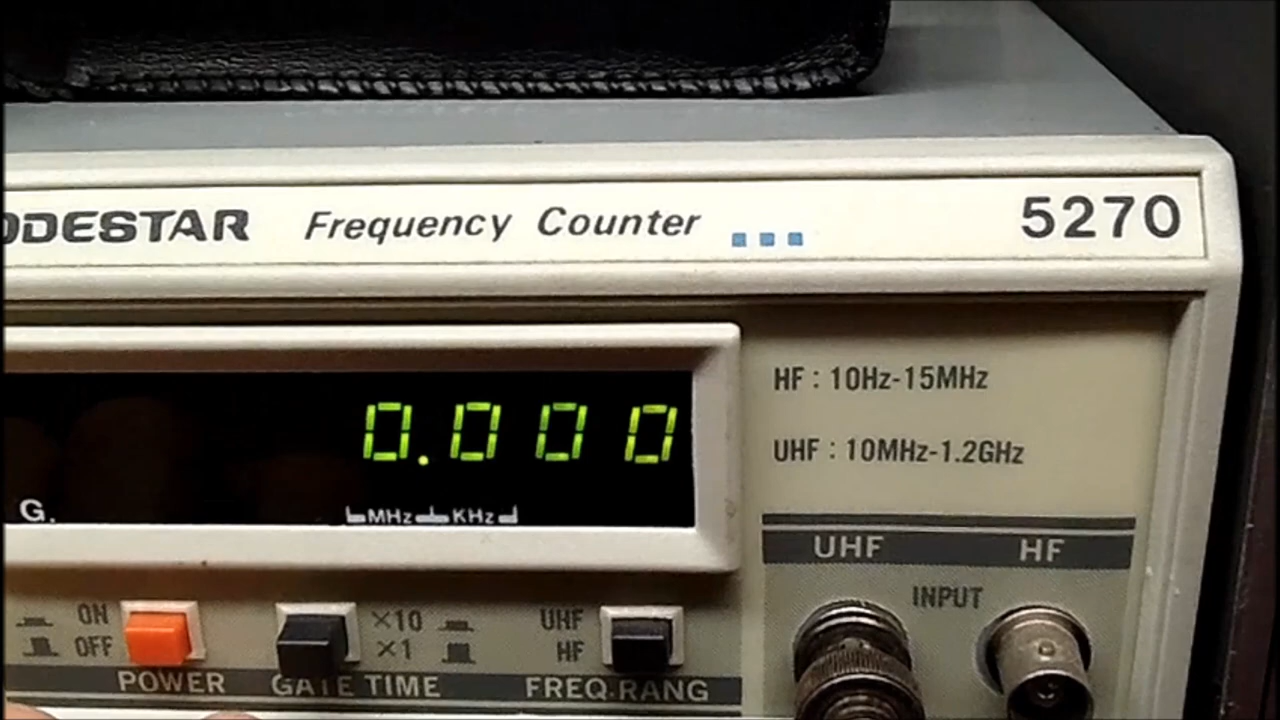 ODESTAR Frequency Counter 5270
HF : 10Hz-15MHz
0.000
UHF : 10MHz-1.2GHz
G. MHz KHz
UHF HF
INPUT
ON ×10 UHF
OFF ×1 HF
POWER GATE TIME FREQ.RANG